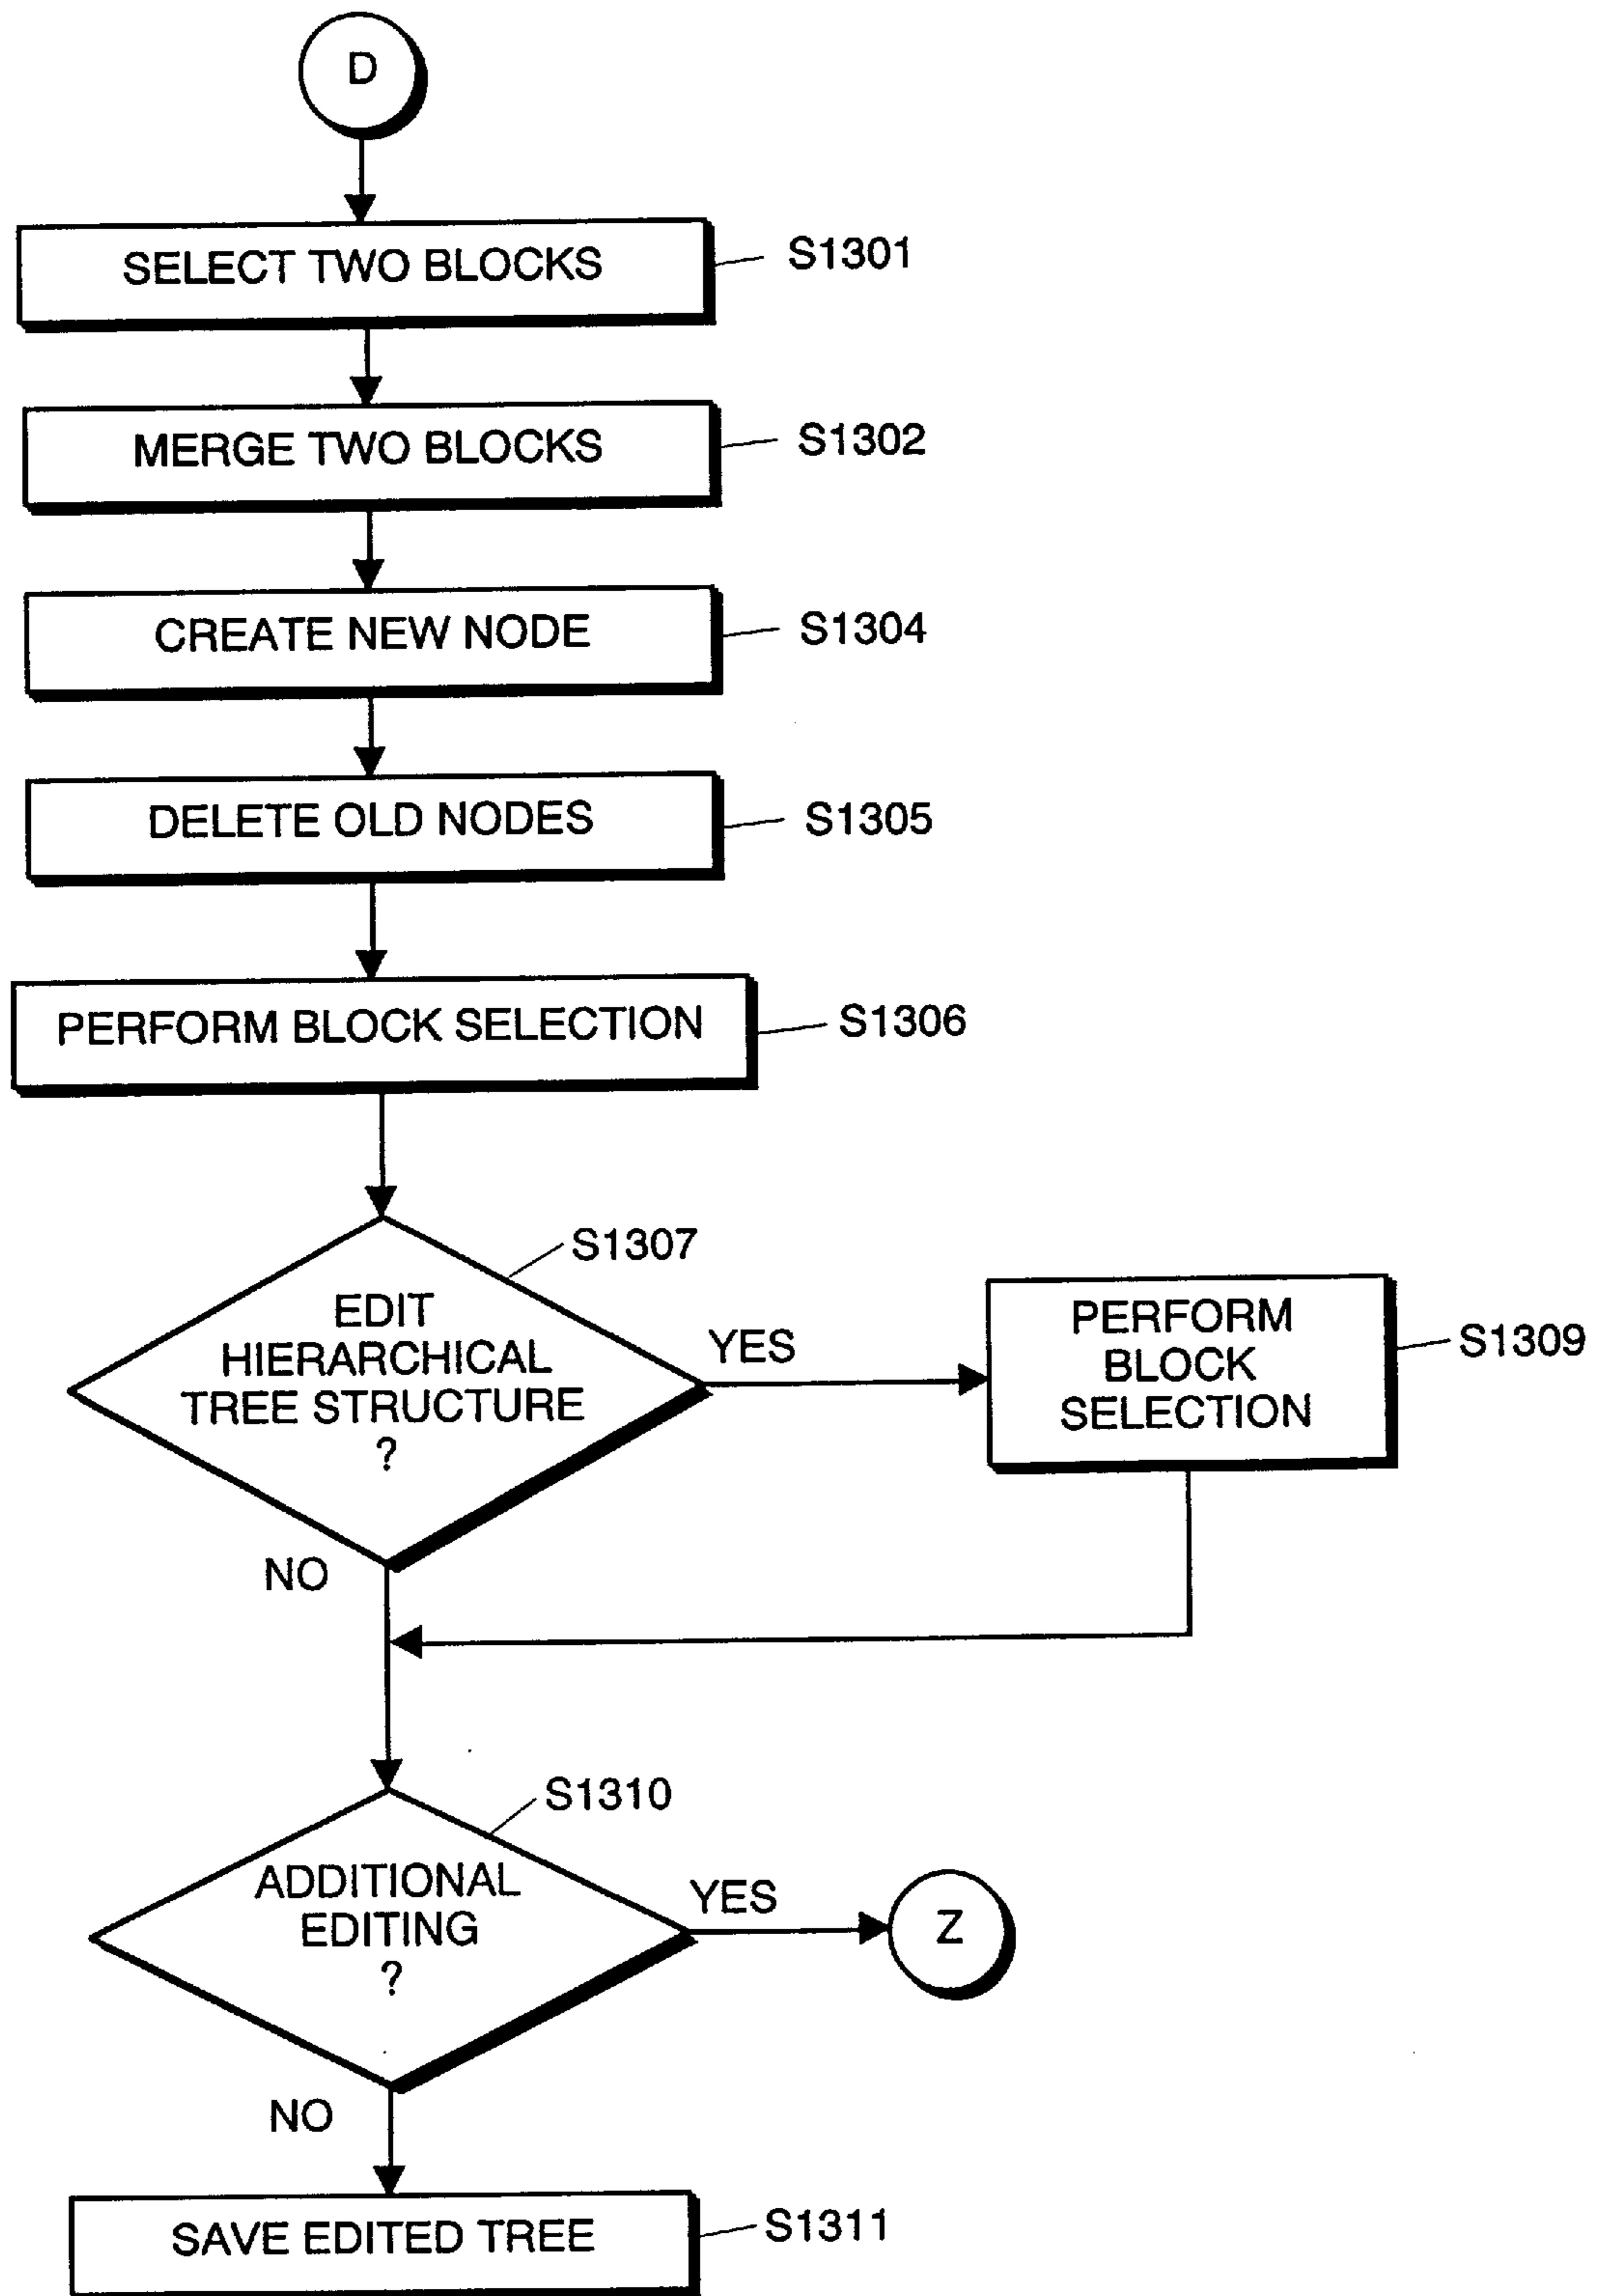 D
SELECT TWO BLOCKS
S1301
MERGE TWO BLOCKS
S1302
CREATE NEW NODE
S1304
DELETE OLD NODES
S1305
PERFORM BLOCK SELECTION
S1306
S1307
EDIT
HIERARCHICAL
TREE STRUCTURE
?
YES
PERFORM
BLOCK
SELECTION
S1309
NO
S1310
ADDITIONAL
EDITING
?
YES
Z
NO
SAVE EDITED TREE
S1311